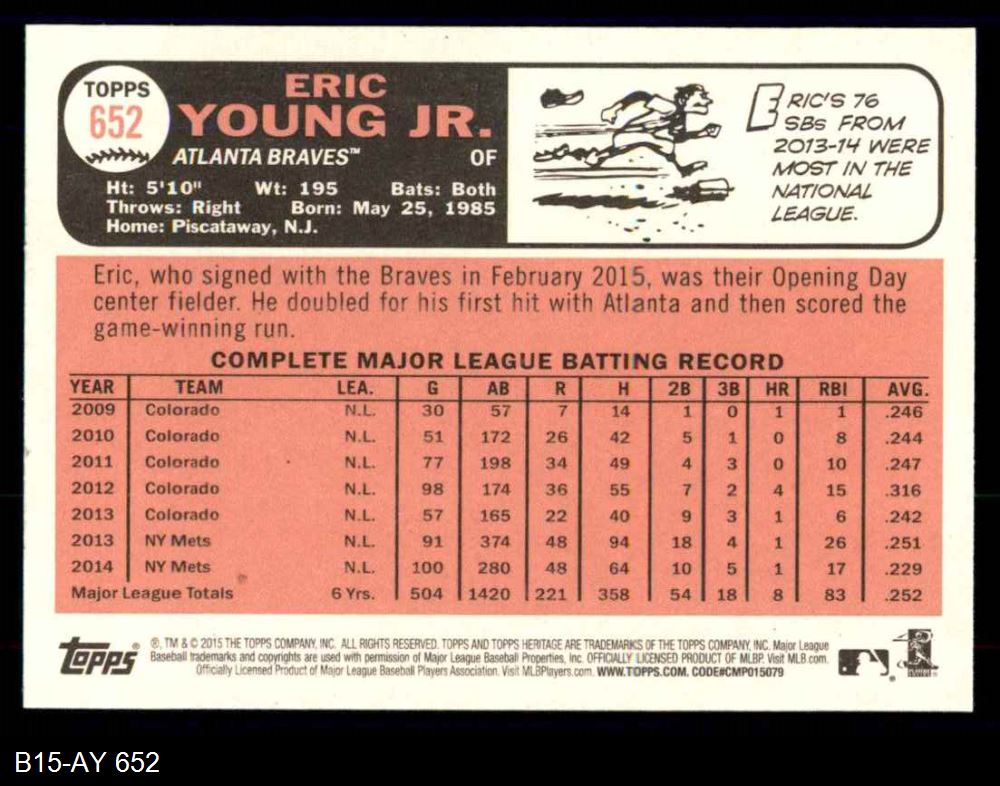 TOPPS
652
ERIC
YOUNG JR.
ATLANTA BRAVES™ OF
Ht: 5'10" Wt: 195 Bats: Both
Throws: Right Born: May 25, 1985
Home: Piscataway, N.J.
ERIC'S 76
SBs FROM
2013-14 WERE
MOST IN THE
NATIONAL
LEAGUE.
Eric, who signed with the Braves in February 2015, was their Opening Day
center fielder. He doubled for his first hit with Atlanta and then scored the
game-winning run.
COMPLETE MAJOR LEAGUE BATTING RECORD
YEAR TEAM LEA. G AB R H 2B 3B HR RBI AVG.
2009 Colorado N.L. 30 57 7 14 1 0 1 1 .246
2010 Colorado N.L. 51 172 26 42 5 1 0 8 .244
2011 Colorado N.L. 77 198 34 49 4 3 0 10 .247
2012 Colorado N.L. 98 174 36 55 7 2 4 15 .316
2013 Colorado N.L. 57 165 22 40 9 3 1 6 .242
2013 NY Mets N.L. 91 374 48 94 18 4 1 26 .251
2014 NY Mets N.L. 100 280 48 64 10 5 1 17 .229
Major League Totals 6 Yrs. 504 1420 221 358 54 18 8 83 .252
Topps
®, TM & © 2015 THE TOPPS COMPANY, INC. ALL RIGHTS RESERVED. TOPPS AND TOPPS HERITAGE ARE TRADEMARKS OF THE TOPPS COMPANY, INC. Major League
Baseball trademarks and copyrights are used with permission of Major League Baseball Properties, Inc. OFFICIALLY LICENSED PRODUCT OF MLBP. Visit MLB.com.
Officially Licensed Product of Major League Baseball Players Association. Visit MLBPlayers.com. WWW.TOPPS.COM. CODE#CMP015079
B15-AY 652